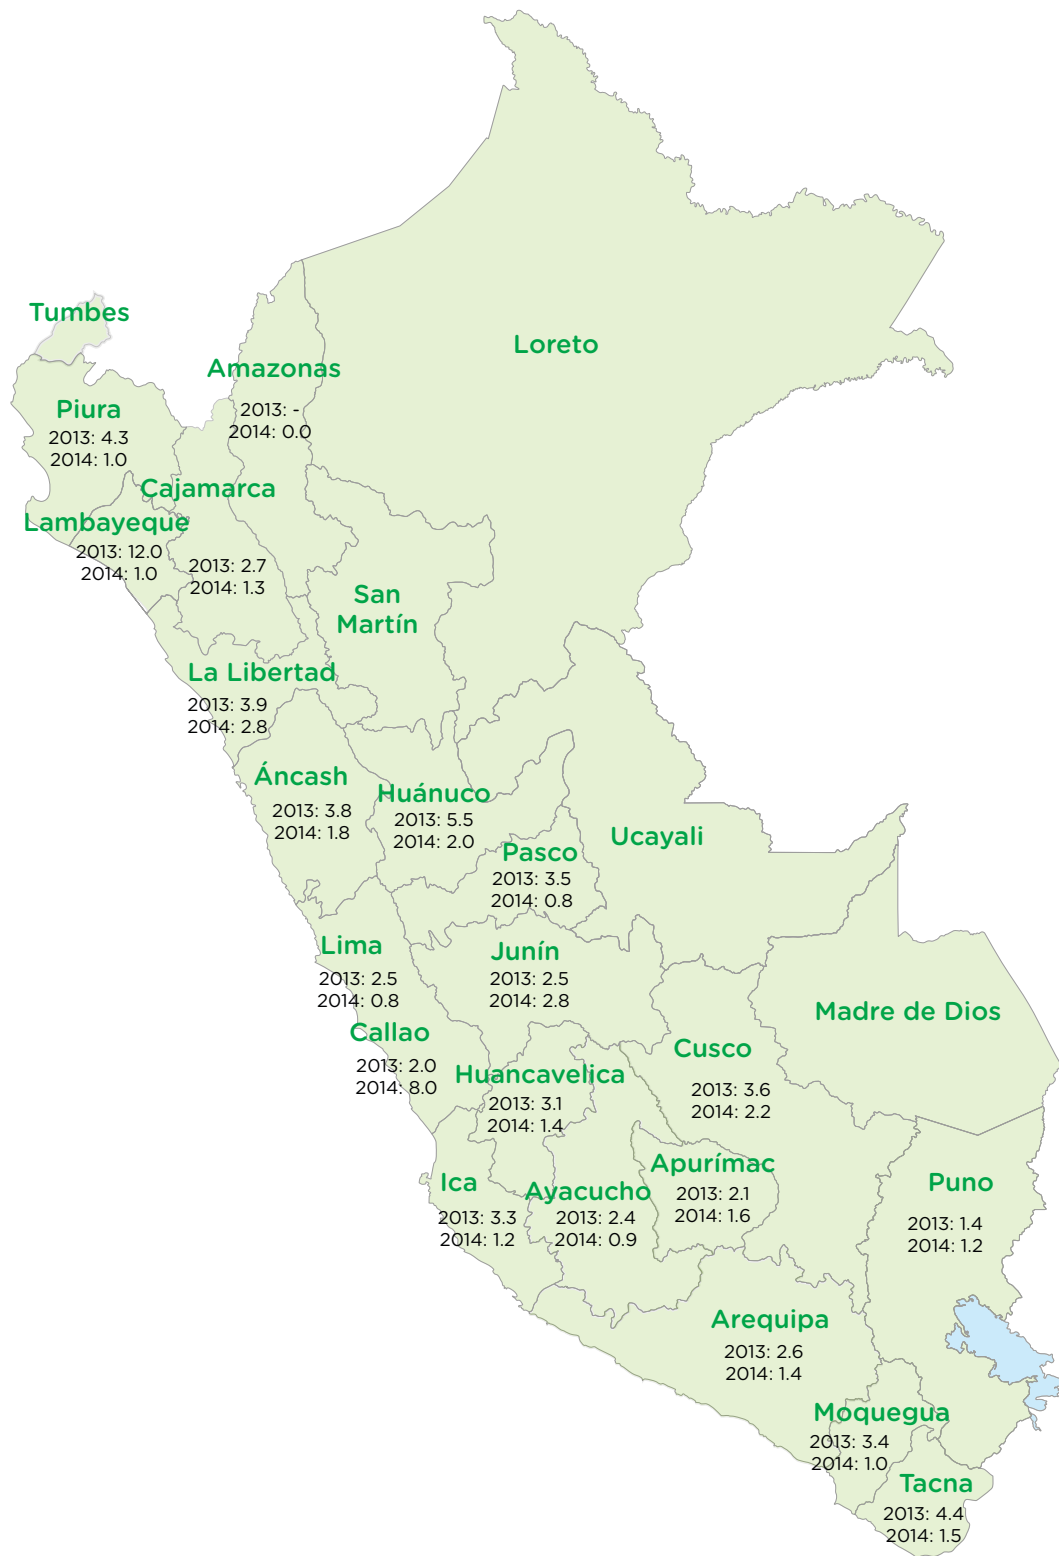 Tumbes
Loreto
Amazonas
2013: -
2014: 0.0
Piura
2013: 4.3
2014: 1.0
Cajamarca
2013: 2.7
2014: 1.3
Lambayeque
2013: 12.0
2014: 1.0
San
Martín
La Libertad
2013: 3.9
2014: 2.8
Áncash
2013: 3.8
2014: 1.8
Huánuco
2013: 5.5
2014: 2.0
Ucayali
Pasco
2013: 3.5
2014: 0.8
Lima
2013: 2.5
2014: 0.8
Junín
2013: 2.5
2014: 2.8
Madre de Dios
Callao
2013: 2.0
2014: 8.0
Huancavelica
2013: 3.1
2014: 1.4
Cusco
2013: 3.6
2014: 2.2
Ica
2013: 3.3
2014: 1.2
Ayacucho
2013: 2.4
2014: 0.9
Apurímac
2013: 2.1
2014: 1.6
Puno
2013: 1.4
2014: 1.2
Arequipa
2013: 2.6
2014: 1.4
Moquegua
2013: 3.4
2014: 1.0
Tacna
2013: 4.4
2014: 1.5